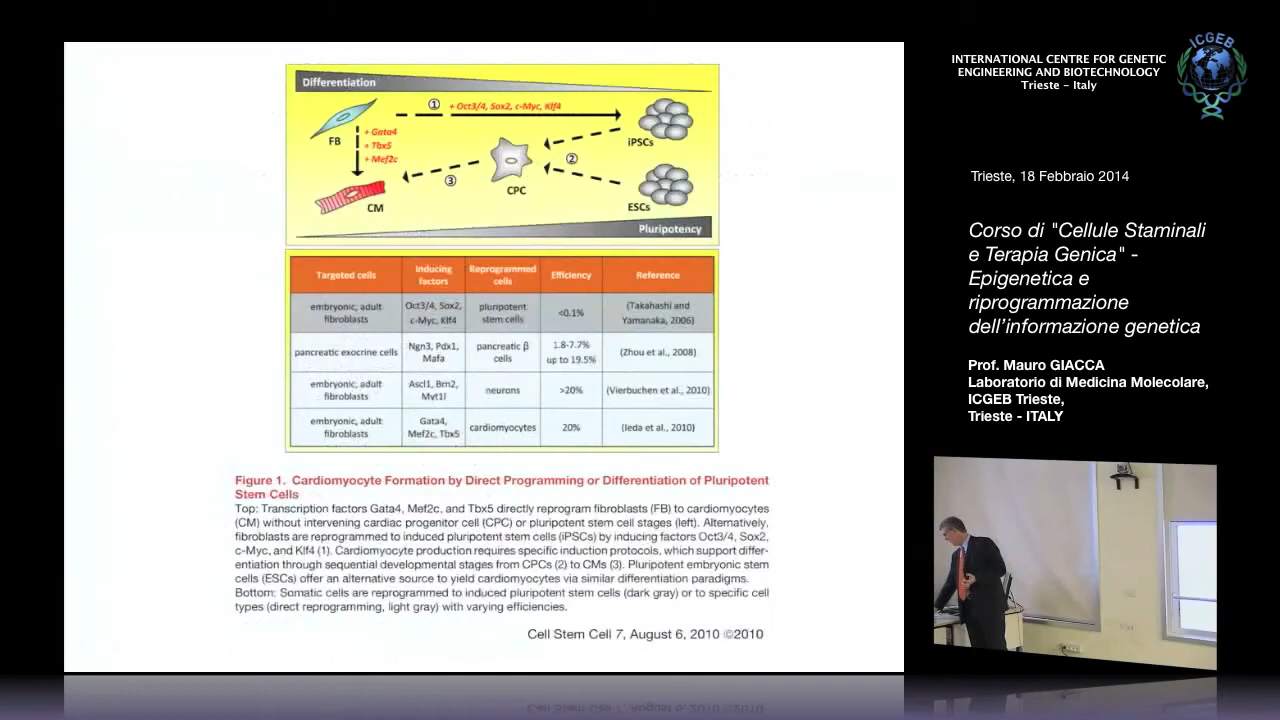 Differentiation
① + Oct3/4, Sox2, c-Myc, Klf4
FB
+ Gata4
+ Tbx5
+ Mef2c
iPSCs
②
③
CPC
CM
ESCs
Pluripotency
Targeted cells Inducing factors Reprogrammed cells Efficiency Reference
embryonic, adult fibroblasts Oct3/4, Sox2, c-Myc, Klf4 pluripotent stem cells <0.1% (Takahashi and Yamanaka, 2006)
pancreatic exocrine cells Ngn3, Pdx1, Mafa pancreatic β cells 1.8-7.7% up to 19.5% (Zhou et al., 2008)
embryonic, adult fibroblasts Ascl1, Brn2, Myt1l neurons >20% (Vierbuchen et al., 2010)
embryonic, adult fibroblasts Gata4, Mef2c, Tbx5 cardiomyocytes 20% (Ieda et al., 2010)
Figure 1. Cardiomyocyte Formation by Direct Programming or Differentiation of Pluripotent
Stem Cells
Top: Transcription factors Gata4, Mef2c, and Tbx5 directly reprogram fibroblasts (FB) to cardiomyocytes
(CM) without intervening cardiac progenitor cell (CPC) or pluripotent stem cell stages (left). Alternatively,
fibroblasts are reprogrammed to induced pluripotent stem cells (iPSCs) by inducing factors Oct3/4, Sox2,
c-Myc, and Klf4 (1). Cardiomyocyte production requires specific induction protocols, which support differ-
entiation through sequential developmental stages from CPCs (2) to CMs (3). Pluripotent embryonic stem
cells (ESCs) offer an alternative source to yield cardiomyocytes via similar differentiation paradigms.
Bottom: Somatic cells are reprogrammed to induced pluripotent stem cells (dark gray) or to specific cell
types (direct reprogramming, light gray) with varying efficiencies.
Cell Stem Cell 7, August 6, 2010 ©2010
INTERNATIONAL CENTRE FOR GENETIC
ENGINEERING AND BIOTECHNOLOGY
Trieste - Italy
ICGEB
Trieste, 18 Febbraio 2014
Corso di "Cellule Staminali
e Terapia Genica" -
Epigenetica e
riprogrammazione
dell'informazione genetica
Prof. Mauro GIACCA
Laboratorio di Medicina Molecolare,
ICGEB Trieste,
Trieste - ITALY